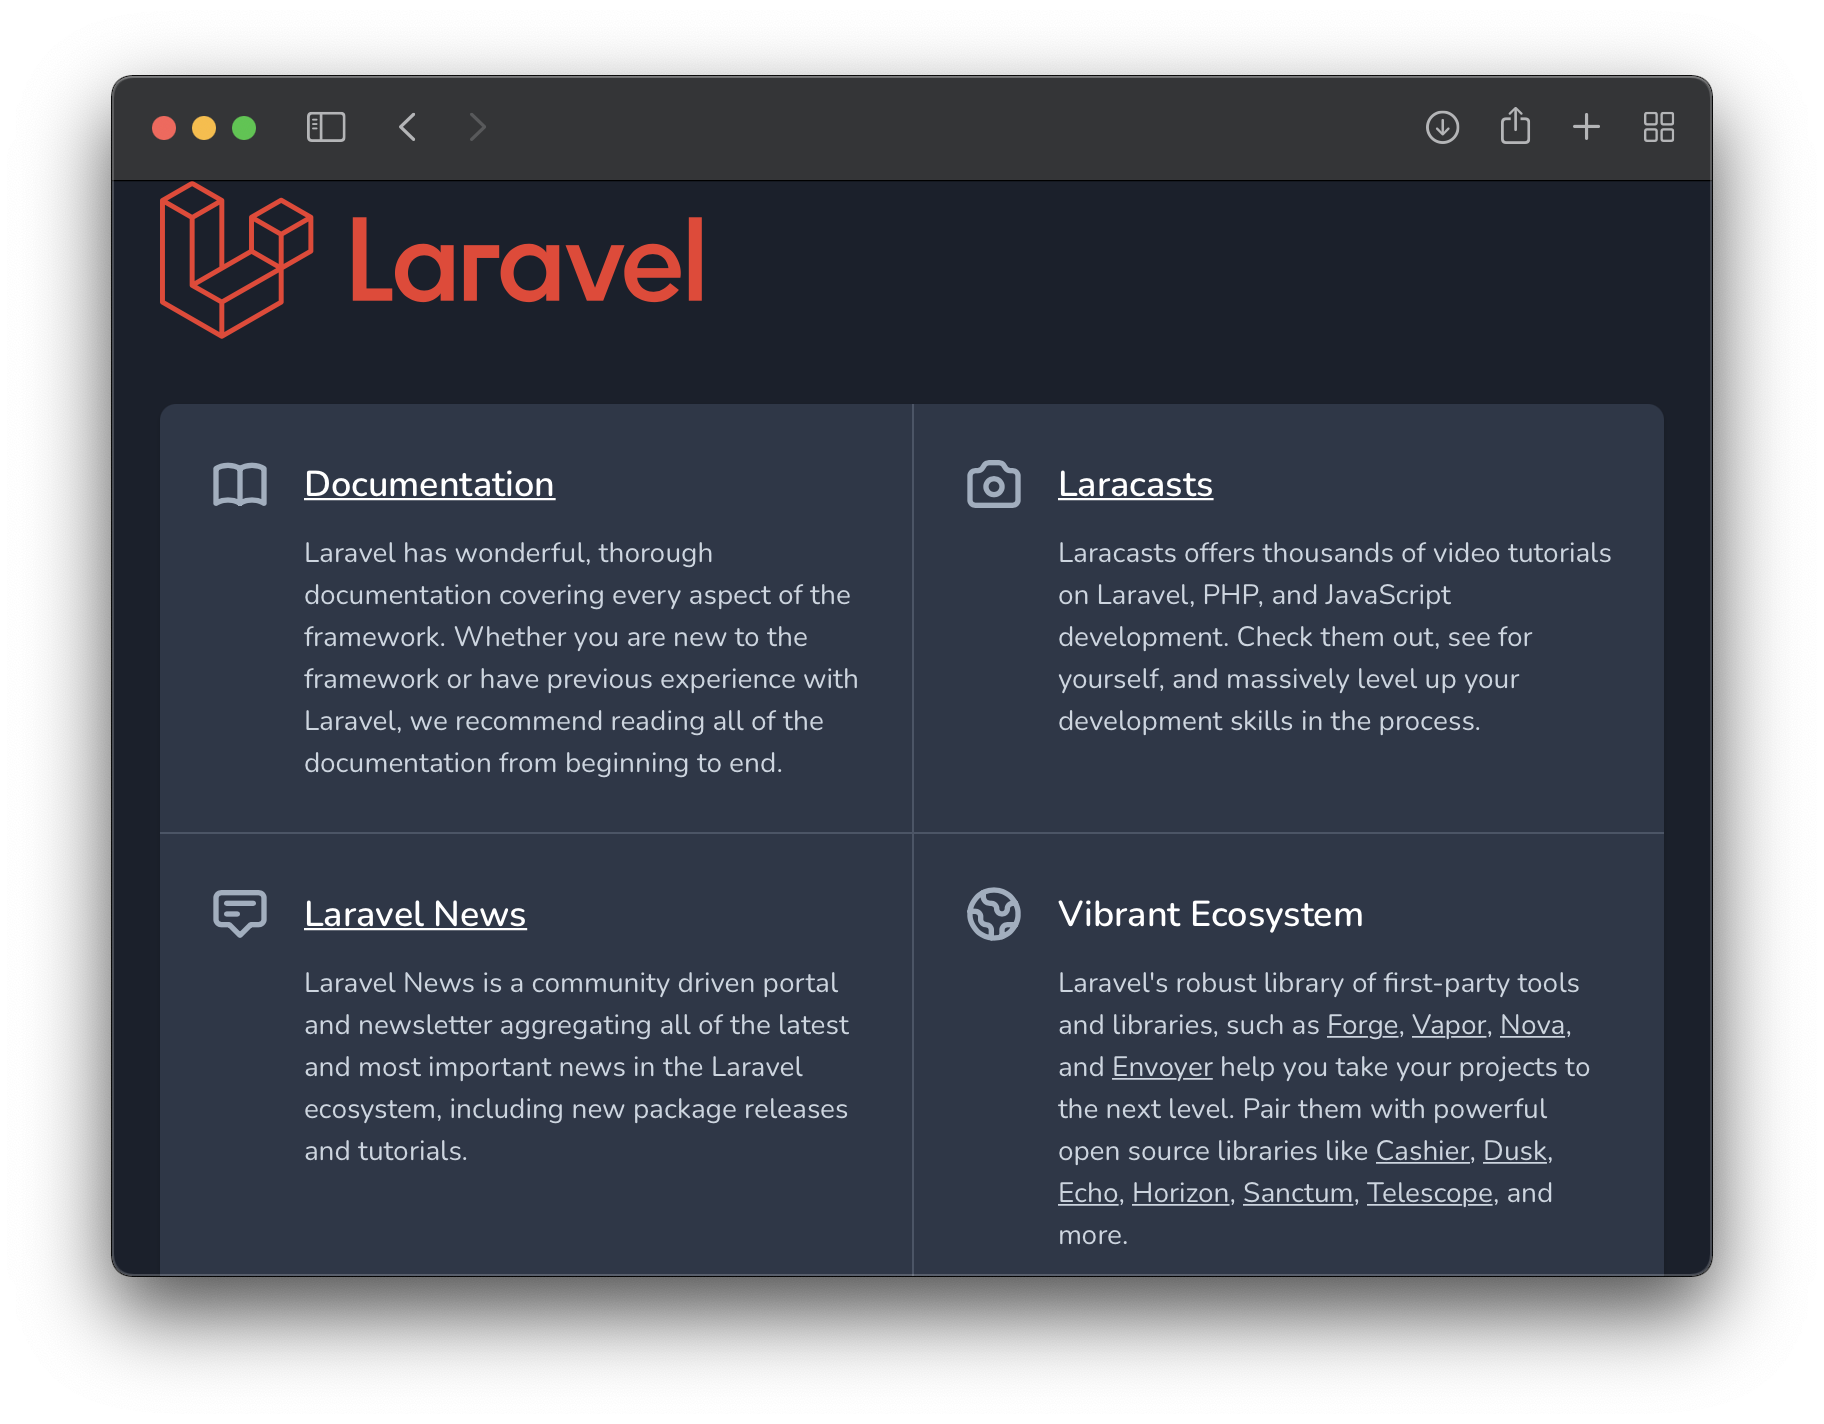 Laravel
Documentation
Laravel has wonderful, thorough
documentation covering every aspect of the
framework. Whether you are new to the
framework or have previous experience with
Laravel, we recommend reading all of the
documentation from beginning to end.
Laracasts
Laracasts offers thousands of video tutorials
on Laravel, PHP, and JavaScript
development. Check them out, see for
yourself, and massively level up your
development skills in the process.
Laravel News
Laravel News is a community driven portal
and newsletter aggregating all of the latest
and most important news in the Laravel
ecosystem, including new package releases
and tutorials.
Vibrant Ecosystem
Laravel's robust library of first-party tools
and libraries, such as Forge, Vapor, Nova,
and Envoyer help you take your projects to
the next level. Pair them with powerful
open source libraries like Cashier, Dusk,
Echo, Horizon, Sanctum, Telescope, and
more.